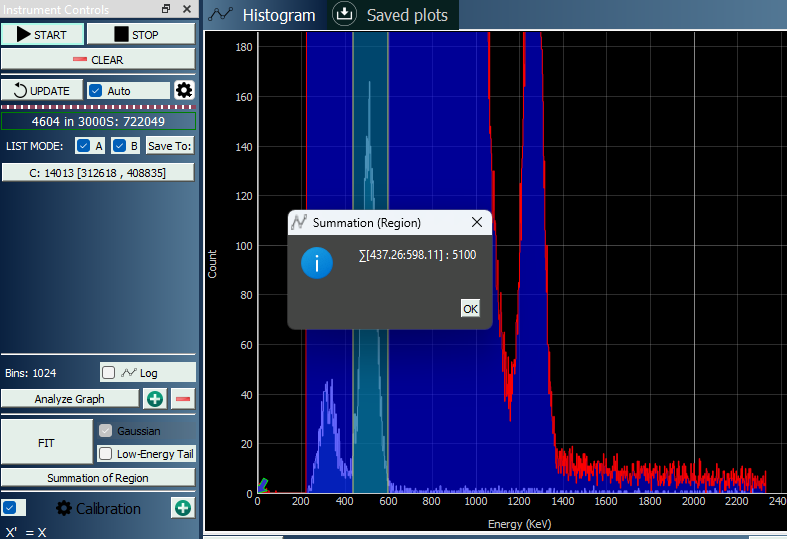 Instrument Controls
Histogram
Saved plots
START
STOP
CLEAR
UPDATE
Auto
4604 in 3000S: 722049
LIST MODE:
A
B
Save To:
C: 14013 [312618 , 408835]
Bins: 1024
Log
Analyze Graph
FIT
Gaussian
Low-Energy Tail
Summation of Region
Calibration
X' = X
180
160
140
120
100
80
60
40
20
0
Count
Summation (Region)
∑[437.26:598.11] : 5100
OK
0 200 400 600 800 1000 1200 1400 1600 1800 2000 2200 240
Energy (KeV)